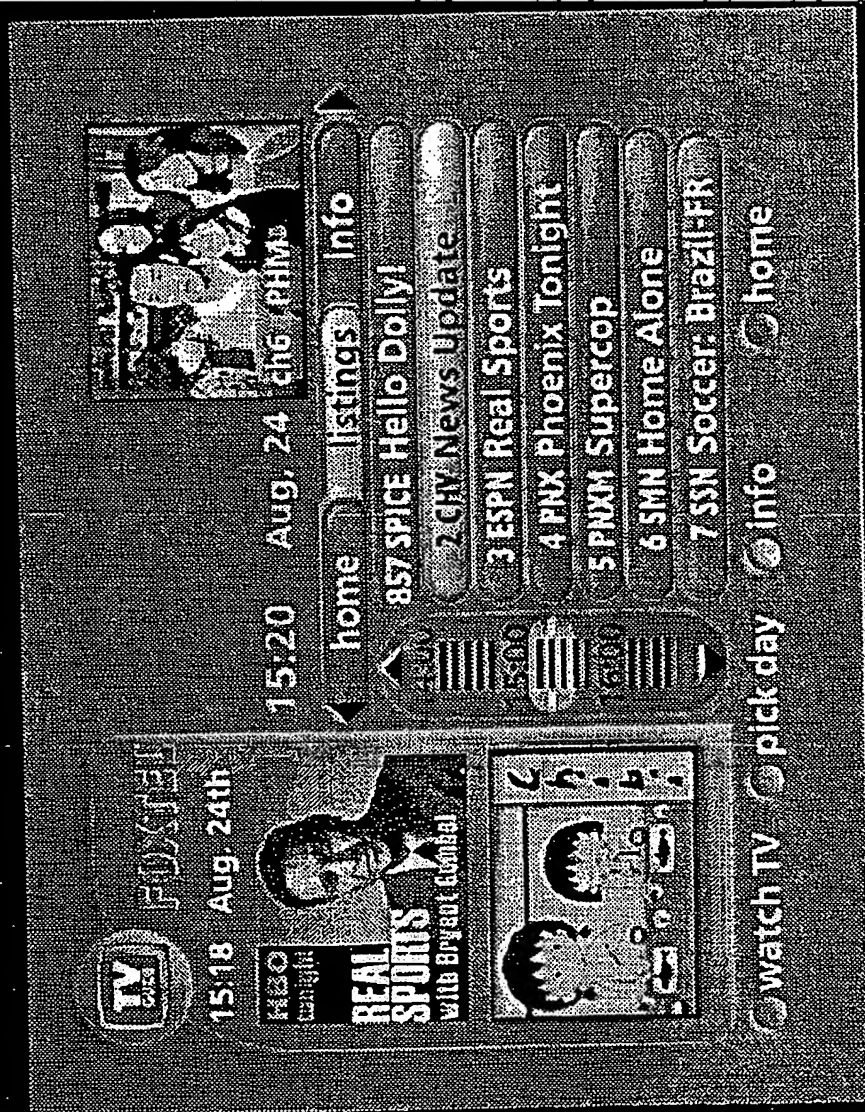 TV
GUIDE
FOXTEL
15:18 Aug. 24th
HBO
tonight
REAL
SPORTS
with Bryant Gumbel
15:20 Aug. 24 ch6 PHMs
home listings Info
857 SPICE Hello Dolly!
2 CHV News Update
3 ESPN Real Sports
4 PNX Phoenix Tonight
5 PNXM Supercop
6 SMN Home Alone
7 SSN Soccer: Brazil-FR
15:00
16:00
watch TV pick day info home